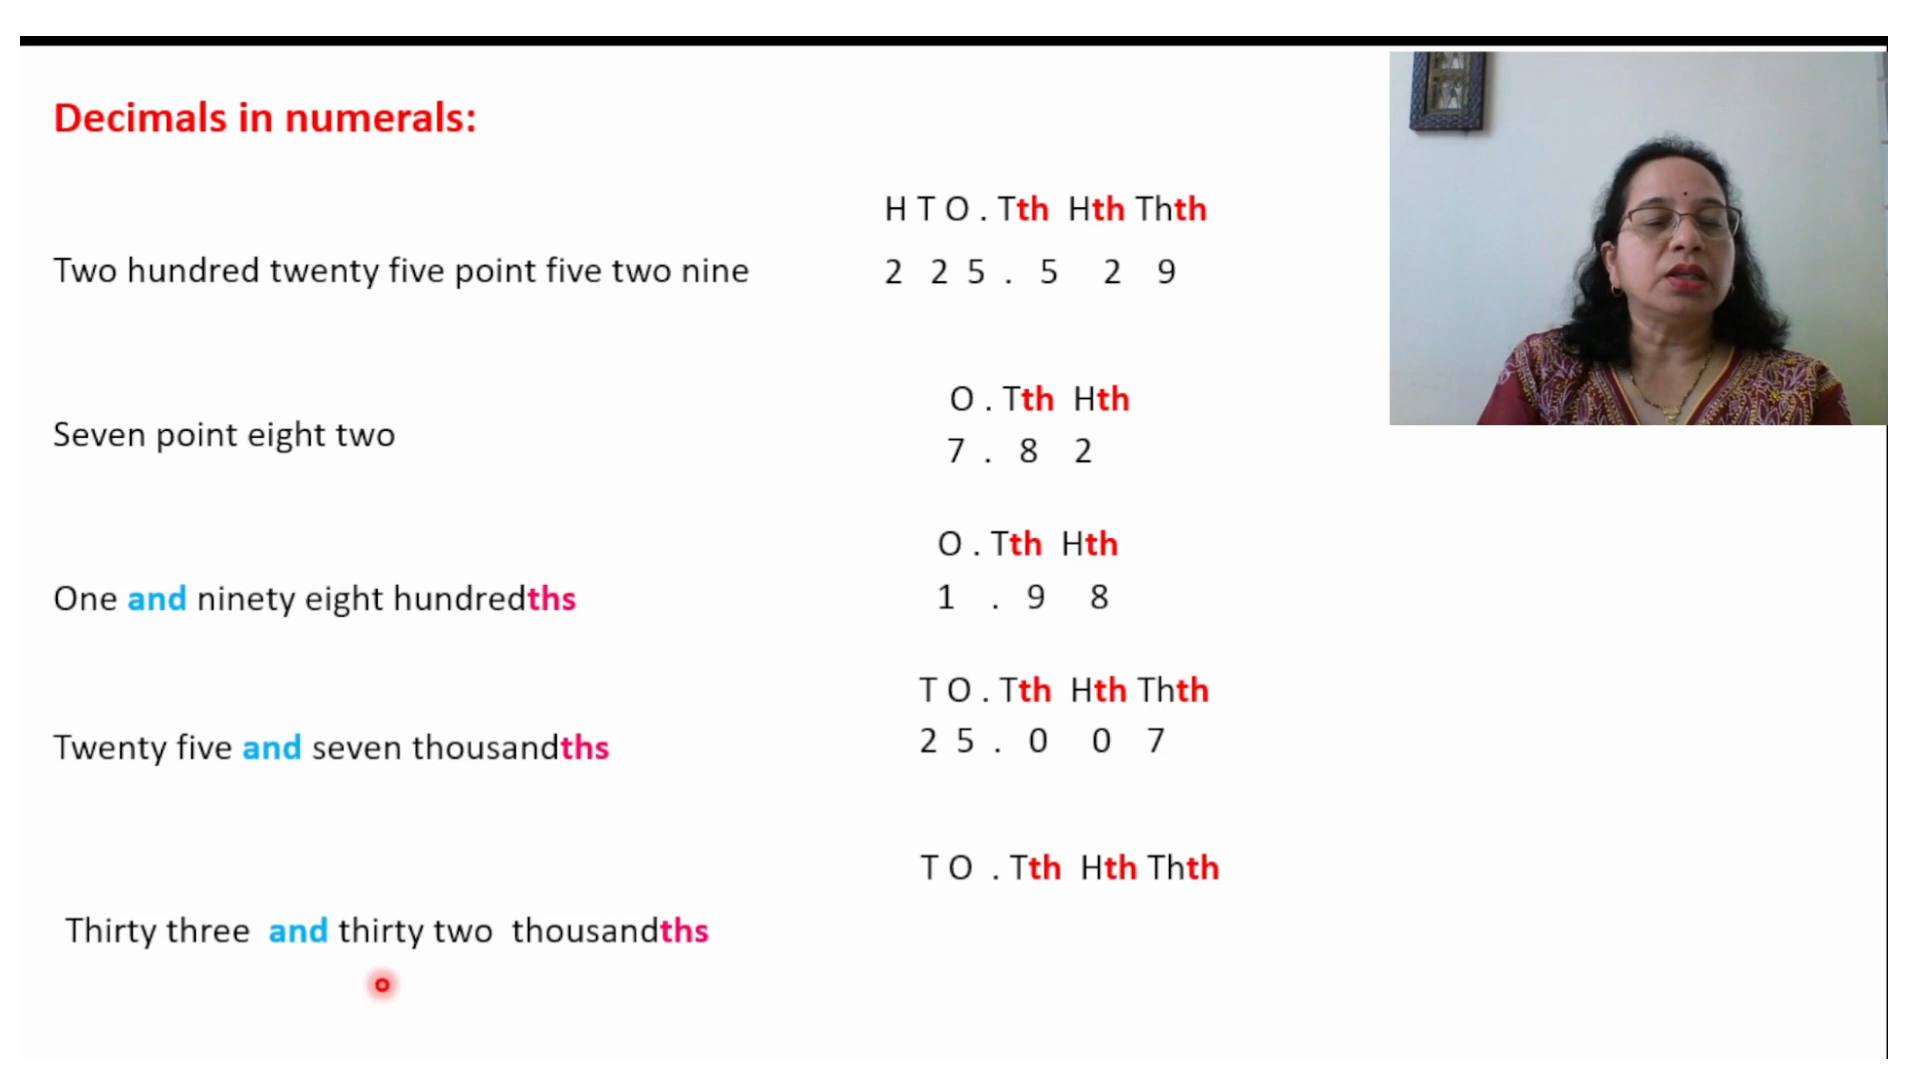 Decimals in numerals:
H T O . Tth Hth Thth
Two hundred twenty five point five two nine
2 2 5 . 5 2 9
O . Tth Hth
Seven point eight two
7 . 8 2
O . Tth Hth
One and ninety eight hundredths
1 . 9 8
T O . Tth Hth Thth
Twenty five and seven thousandths
2 5 . 0 0 7
T O . Tth Hth Thth
Thirty three and thirty two thousandths